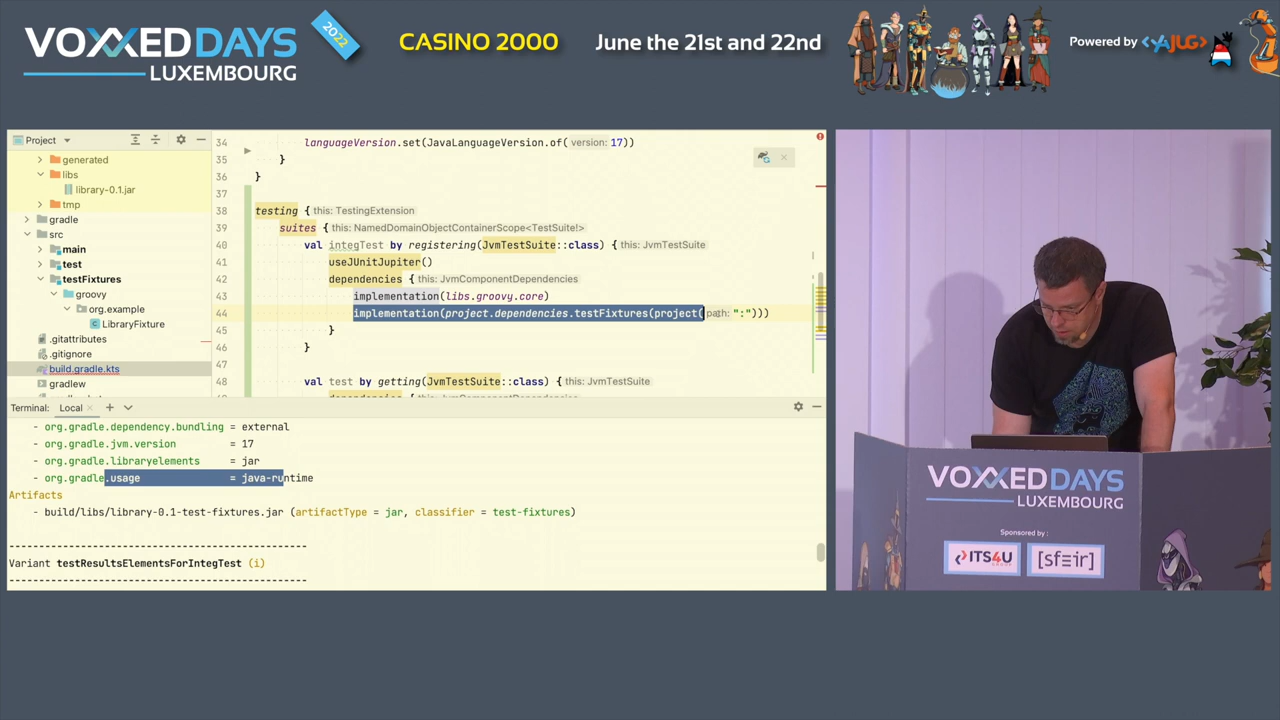 VOXXED DAYS
2022
LUXEMBOURG
CASINO 2000
June the 21st and 22nd
Powered by <YAJUG>
Project
generated
libs
library-0.1.jar
tmp
gradle
src
main
test
testFixtures
groovy
org.example
LibraryFixture
.gitattributes
.gitignore
build.gradle.kts
gradlew
34 languageVersion.set(JavaLanguageVersion.of( version: 17))
35 }
36 }
37
38 testing { this: TestingExtension
39 suites { this: NamedDomainObjectContainerScope<TestSuite!>
40 val integTest by registering(JvmTestSuite::class) { this: JvmTestSuite
41 useJUnitJupiter()
42 dependencies { this: JvmComponentDependencies
43 implementation(libs.groovy.core)
44 implementation(project.dependencies.testFixtures(project( path: ":")))
45 }
46 }
47
48 val test by getting(JvmTestSuite::class) { this: JvmTestSuite
Terminal: Local × +
- org.gradle.dependency.bundling = external
- org.gradle.jvm.version = 17
- org.gradle.libraryelements = jar
- org.gradle.usage = java-runtime
Artifacts
- build/libs/library-0.1-test-fixtures.jar (artifactType = jar, classifier = test-fixtures)
--------------------------------------------------
Variant testResultsElementsForIntegTest (i)
--------------------------------------------------
VOXXED DAYS
LUXEMBOURG
Sponsored by :
ITS4U
GROUP
[sfeir]